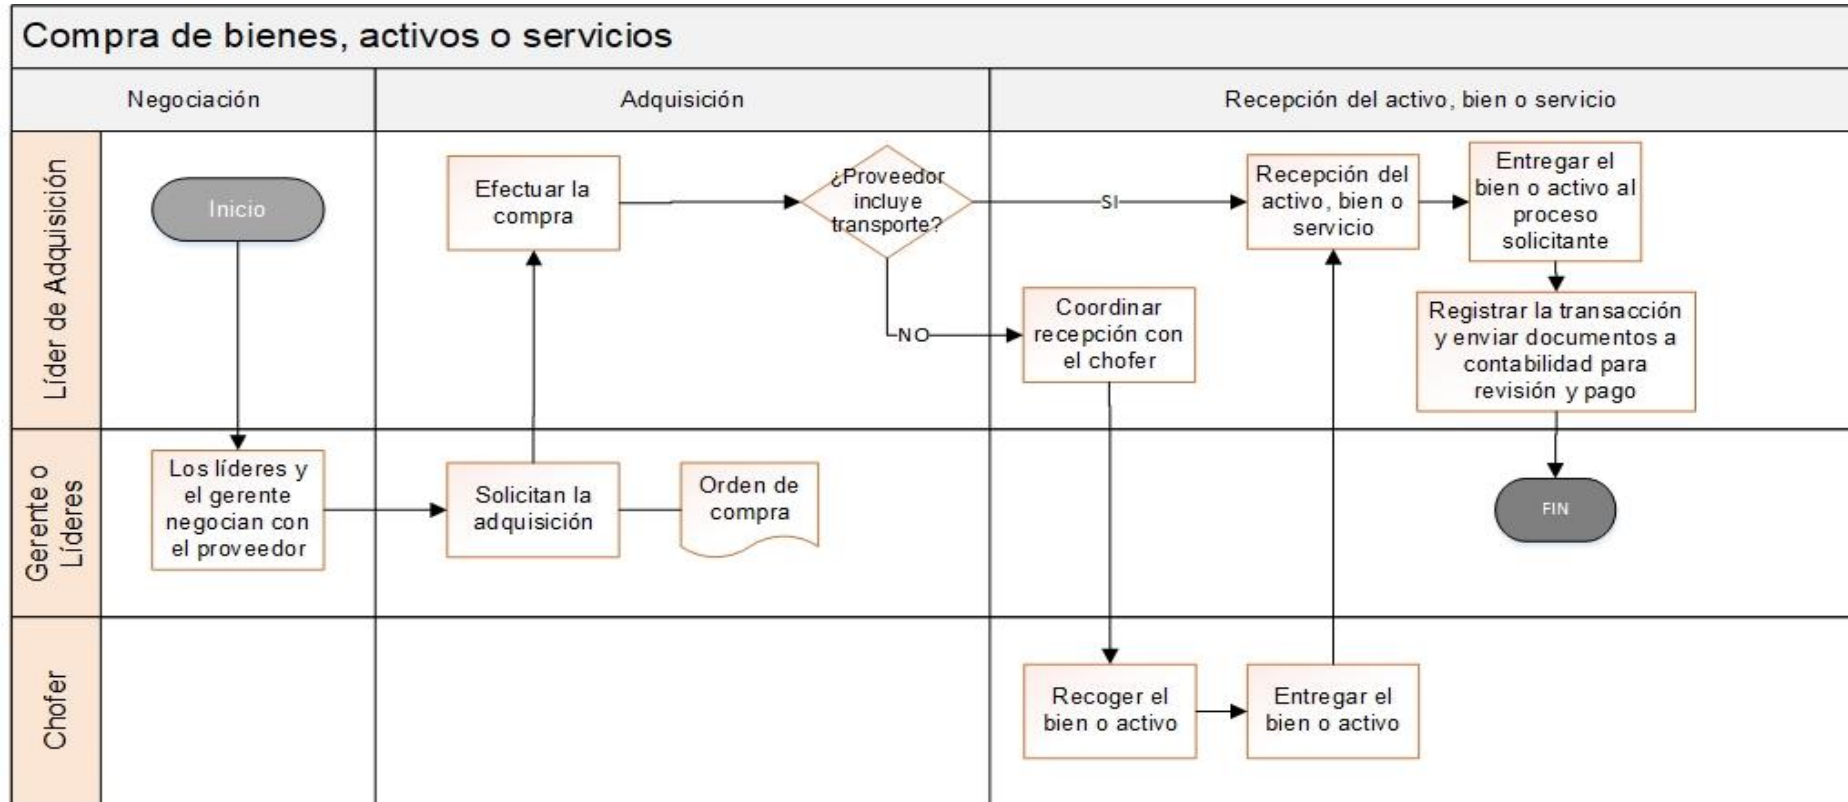 Compra de bienes, activos o servicios
Negociación
Adquisición
Recepción del activo, bien o servicio
Líder de Adquisición
Inicio
Efectuar la
compra
¿Proveedor
incluye
transporte?
SI
NO
Recepción del
activo, bien o
servicio
Entregar el
bien o activo al
proceso
solicitante
Coordinar
recepción con
el chofer
Registrar la transacción
y enviar documentos a
contabilidad para
revisión y pago
Gerente o
Líderes
Los líderes y
el gerente
negocian con
el proveedor
Solicitan la
adquisición
Orden de
compra
FIN
Chofer
Recoger el
bien o activo
Entregar el
bien o activo